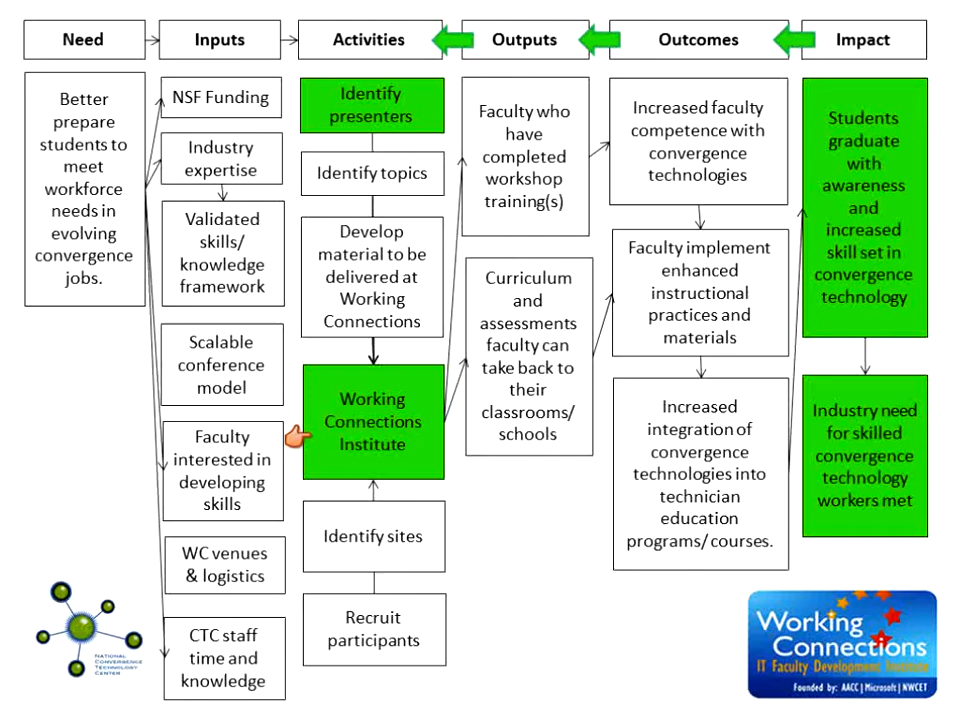 Need
Inputs
Activities
Outputs
Outcomes
Impact
Better
prepare
students to
meet
workforce
needs in
evolving
convergence
jobs.
NSF Funding
Industry
expertise
Validated
skills/
knowledge
framework
Scalable
conference
model
Faculty
interested in
developing
skills
WC venues
& logistics
CTC staff
time and
knowledge
Identify
presenters
Identify topics
Develop
material to be
delivered at
Working
Connections
Working
Connections
Institute
Identify sites
Recruit
participants
Faculty who
have
completed
workshop
training(s)
Curriculum
and
assessments
faculty can
take back to
their
classrooms/
schools
Increased faculty
competence with
convergence
technologies
Faculty implement
enhanced
instructional
practices and
materials
Increased
integration of
convergence
technologies into
technician
education
programs/courses.
Students
graduate
with
awareness
and
increased
skill set in
convergence
technology
Industry need
for skilled
convergence
technology
workers met
NATIONAL
CONVERGENCE
TECHNOLOGY
CENTER
Working
Connections
IT Faculty Development Institute
Founded by: AACC | Microsoft | NWCET